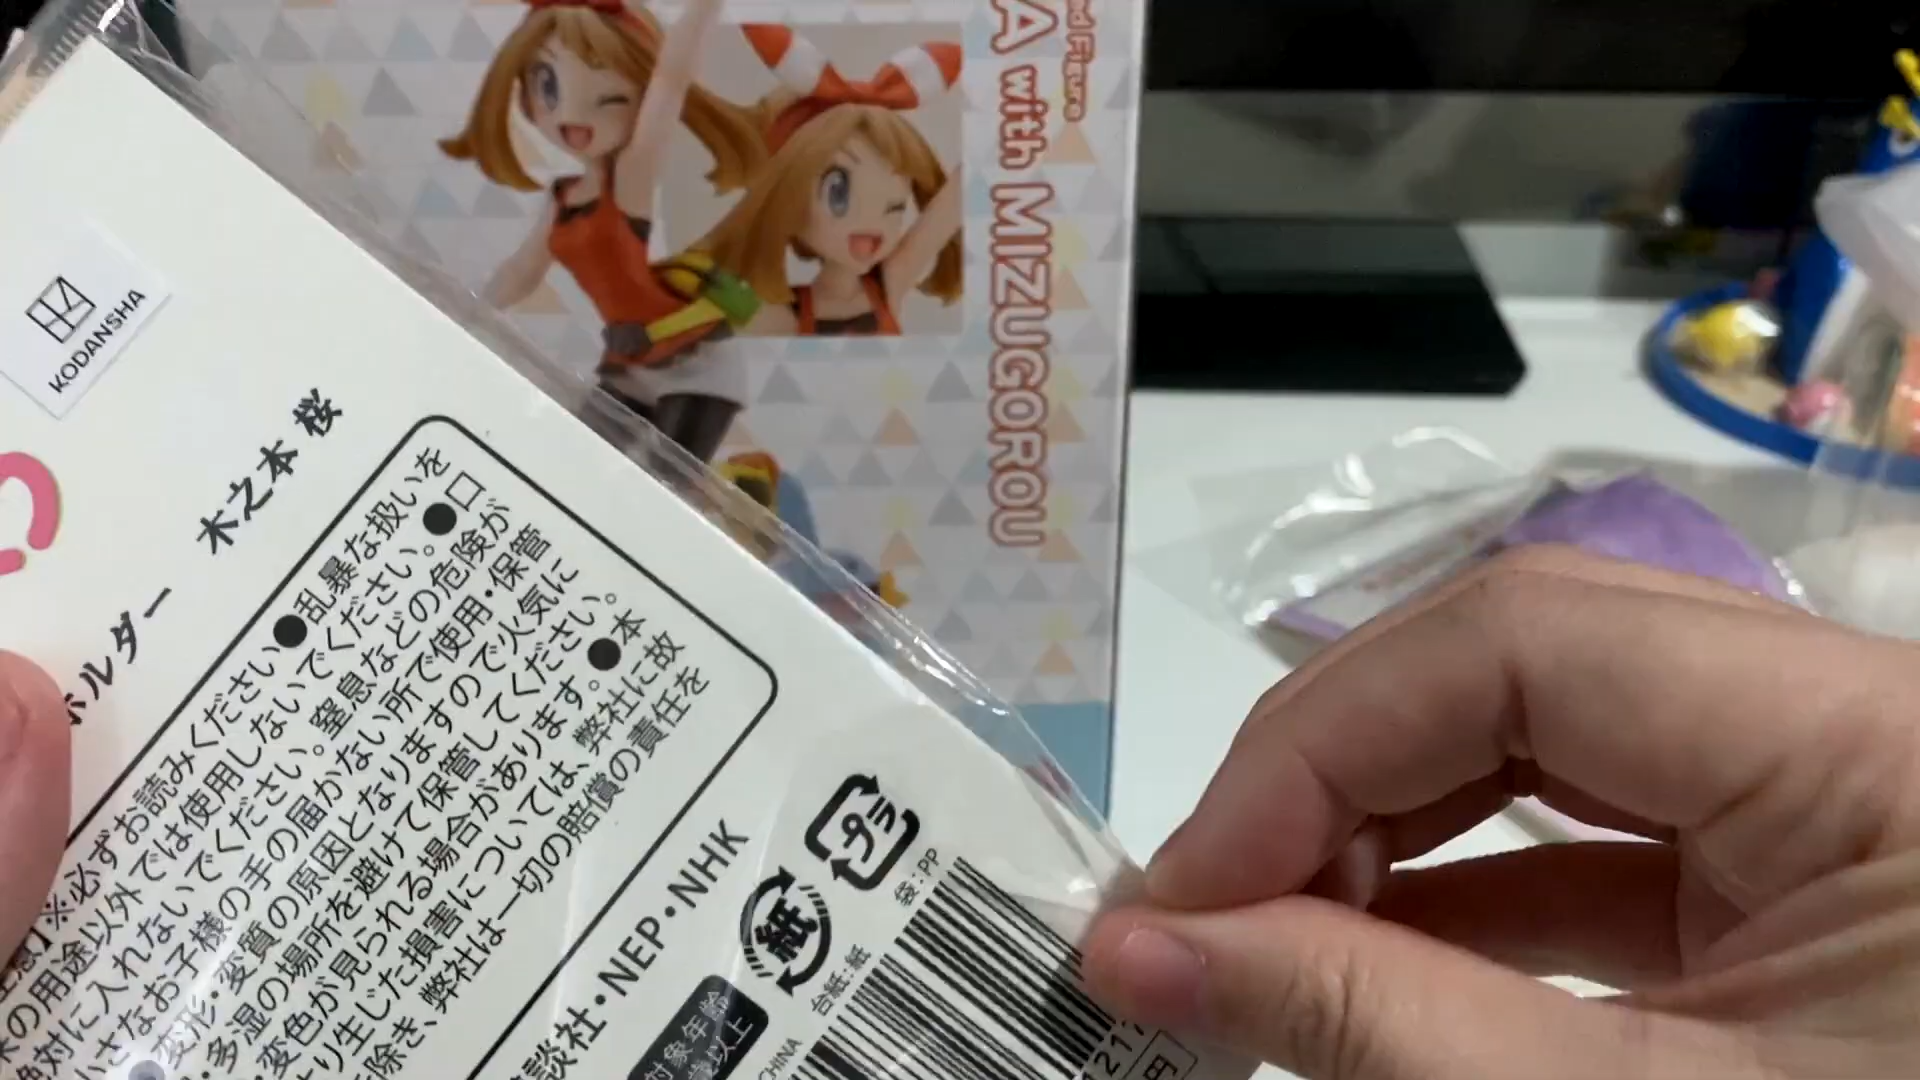 KODANSHA
ホルダー 木之本 桜
※必ずお読みください●乱暴な扱いを
の用途以外では使用しないでください。●口
絶対に入れないでください。窒息などの危険が
小さなお子様の手の届かない所で使用・保管
変形・変質の原因となりますので火気に
・多湿の場所を避けて保管してください。
・変色が見られる場合があります。●本
より生じた損害については、弊社に故
除き、弊社は一切の賠償の責任を
談社・NEP・NHK
プラ
袋:PP
紙
台紙:紙
対象年齢
歳以上
CHINA
1217
円
nd Figure
A with MIZUGOROU